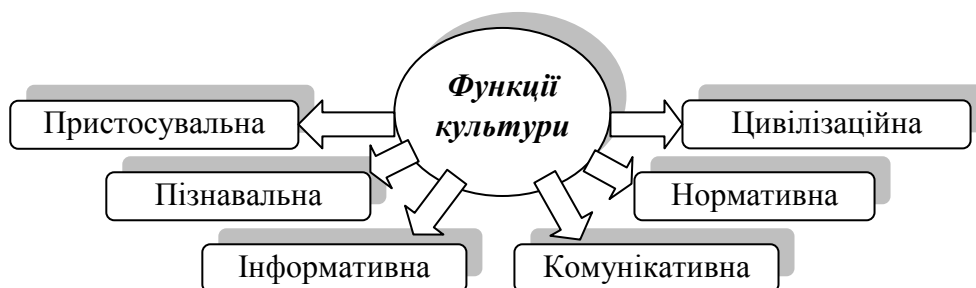 Функції
культури
Пристосувальна
Цивілізаційна
Пізнавальна
Нормативна
Інформативна
Комунікативна